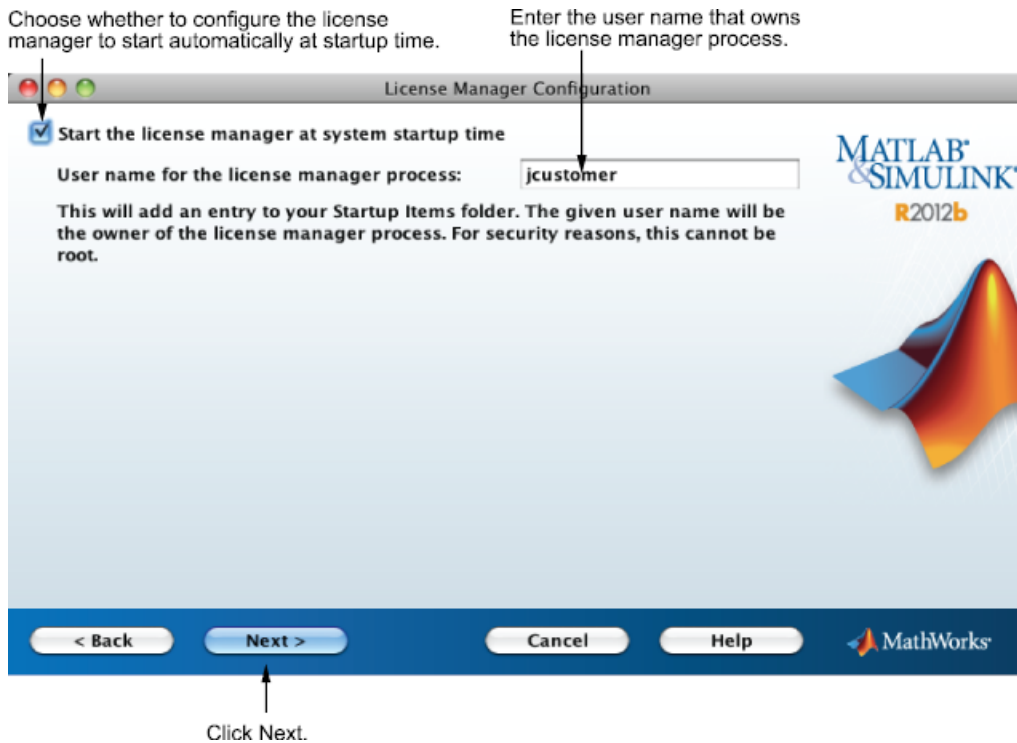 Choose whether to configure the license
manager to start automatically at startup time.
Enter the user name that owns
the license manager process.
License Manager Configuration
Start the license manager at system startup time
User name for the license manager process:
jcustomer
This will add an entry to your Startup Items folder. The given user name will be
the owner of the license manager process. For security reasons, this cannot be
root.
MATLAB®
&SIMULINK®
R2012b
< Back
Next >
Cancel
Help
MathWorks®
Click Next.